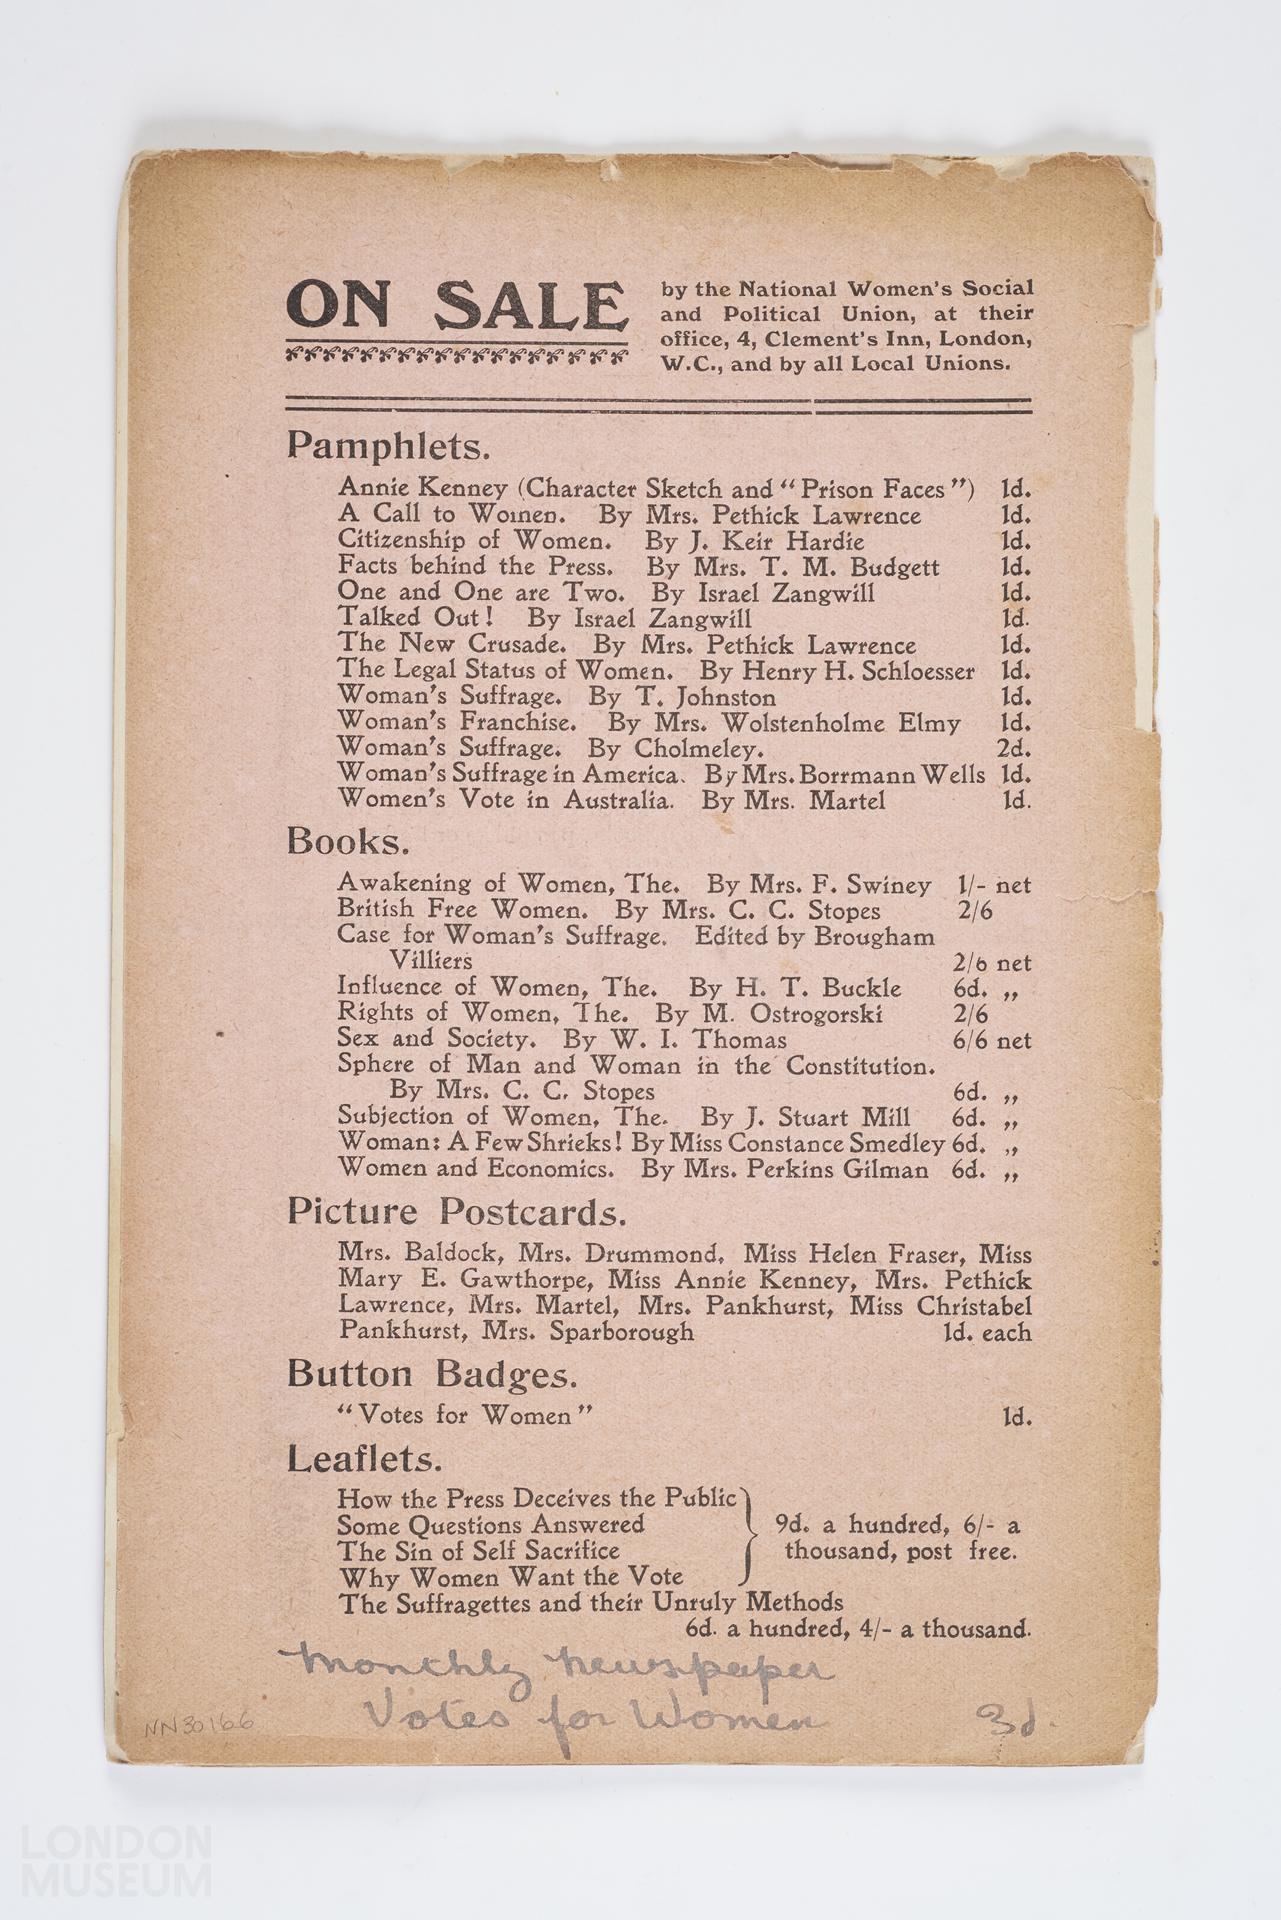 ON SALE
by the National Women's Social
and Political Union, at their
office, 4, Clement's Inn, London,
W.C., and by all Local Unions.
Pamphlets.
Annie Kenney (Character Sketch and "Prison Faces") 1d.
A Call to Women. By Mrs. Pethick Lawrence 1d.
Citizenship of Women. By J. Keir Hardie 1d.
Facts behind the Press. By Mrs. T. M. Budgett 1d.
One and One are Two. By Israel Zangwill 1d.
Talked Out! By Israel Zangwill 1d.
The New Crusade. By Mrs. Pethick Lawrence 1d.
The Legal Status of Women. By Henry H. Schloesser 1d.
Woman's Suffrage. By T. Johnston 1d.
Woman's Franchise. By Mrs. Wolstenholme Elmy 1d.
Woman's Suffrage. By Cholmeley. 2d.
Woman's Suffrage in America. By Mrs. Borrmann Wells 1d.
Women's Vote in Australia. By Mrs. Martel 1d.
Books.
Awakening of Women, The. By Mrs. F. Swiney 1/- net
British Free Women. By Mrs. C. C. Stopes 2/6
Case for Woman's Suffrage. Edited by Brougham
Villiers 2/6 net
Influence of Women, The. By H. T. Buckle 6d. ,,
Rights of Women, The. By M. Ostrogorski 2/6
Sex and Society. By W. I. Thomas 6/6 net
Sphere of Man and Woman in the Constitution.
By Mrs. C. C. Stopes 6d. ,,
Subjection of Women, The. By J. Stuart Mill 6d. ,,
Woman: A Few Shrieks! By Miss Constance Smedley 6d. ,,
Women and Economics. By Mrs. Perkins Gilman 6d. ,,
Picture Postcards.
Mrs. Baldock, Mrs. Drummond, Miss Helen Fraser, Miss
Mary E. Gawthorpe, Miss Annie Kenney, Mrs. Pethick
Lawrence, Mrs. Martel, Mrs. Pankhurst, Miss Christabel
Pankhurst, Mrs. Sparborough 1d. each
Button Badges.
"Votes for Women" 1d.
Leaflets.
How the Press Deceives the Public
Some Questions Answered
The Sin of Self Sacrifice
Why Women Want the Vote
9d. a hundred, 6/- a
thousand, post free.
The Suffragettes and their Unruly Methods
6d. a hundred, 4/- a thousand.
Monthly Newspaper
Votes for Women 3d.
NN30166
LONDON
MUSEUM